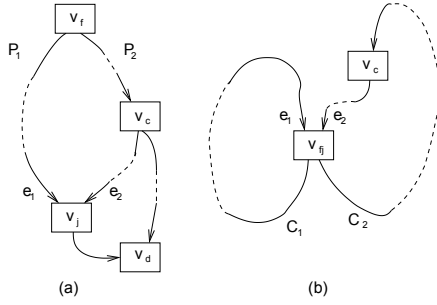 v_f
P_1
P_2
v_c
e_1
e_2
v_j
v_d
(a)
v_c
e_1
e_2
v_fj
C_1
C_2
(b)